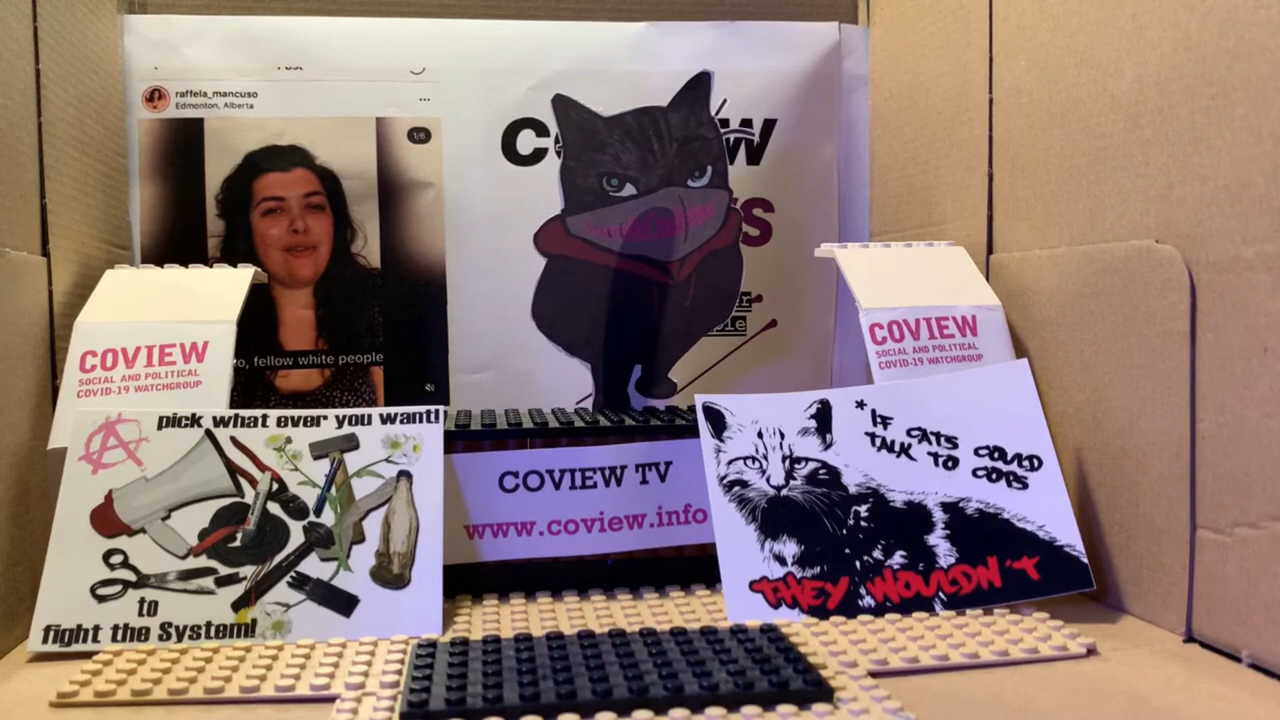 Post
raffela_mancuso
Edmonton, Alberta
1/6
o, fellow white people
COVIEW
SOCIAL AND POLITICAL
COVID-19 WATCHGROUP
COVIEW
SOCIAL AND POLITICAL
COVID-19 WATCHGROUP
pick what ever you want!
to
fight the System!
COVIEW TV
www.coview.info
*IF CATS COULD
TALK TO COPS
THEY WOULDN'T